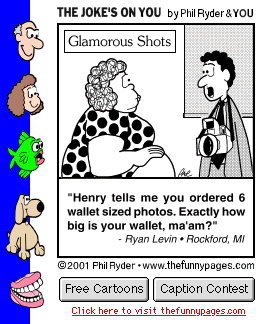 THE JOKE'S ON YOU by Phil Ryder & YOU
Glamorous Shots
"Henry tells me you ordered 6
wallet sized photos. Exactly how
big is your wallet, ma'am?"
- Ryan Levin • Rockford, MI
©2001 Phil Ryder • www.thefunnypages.com
Free Cartoons
Caption Contest
Click here to visit thefunnypages.com